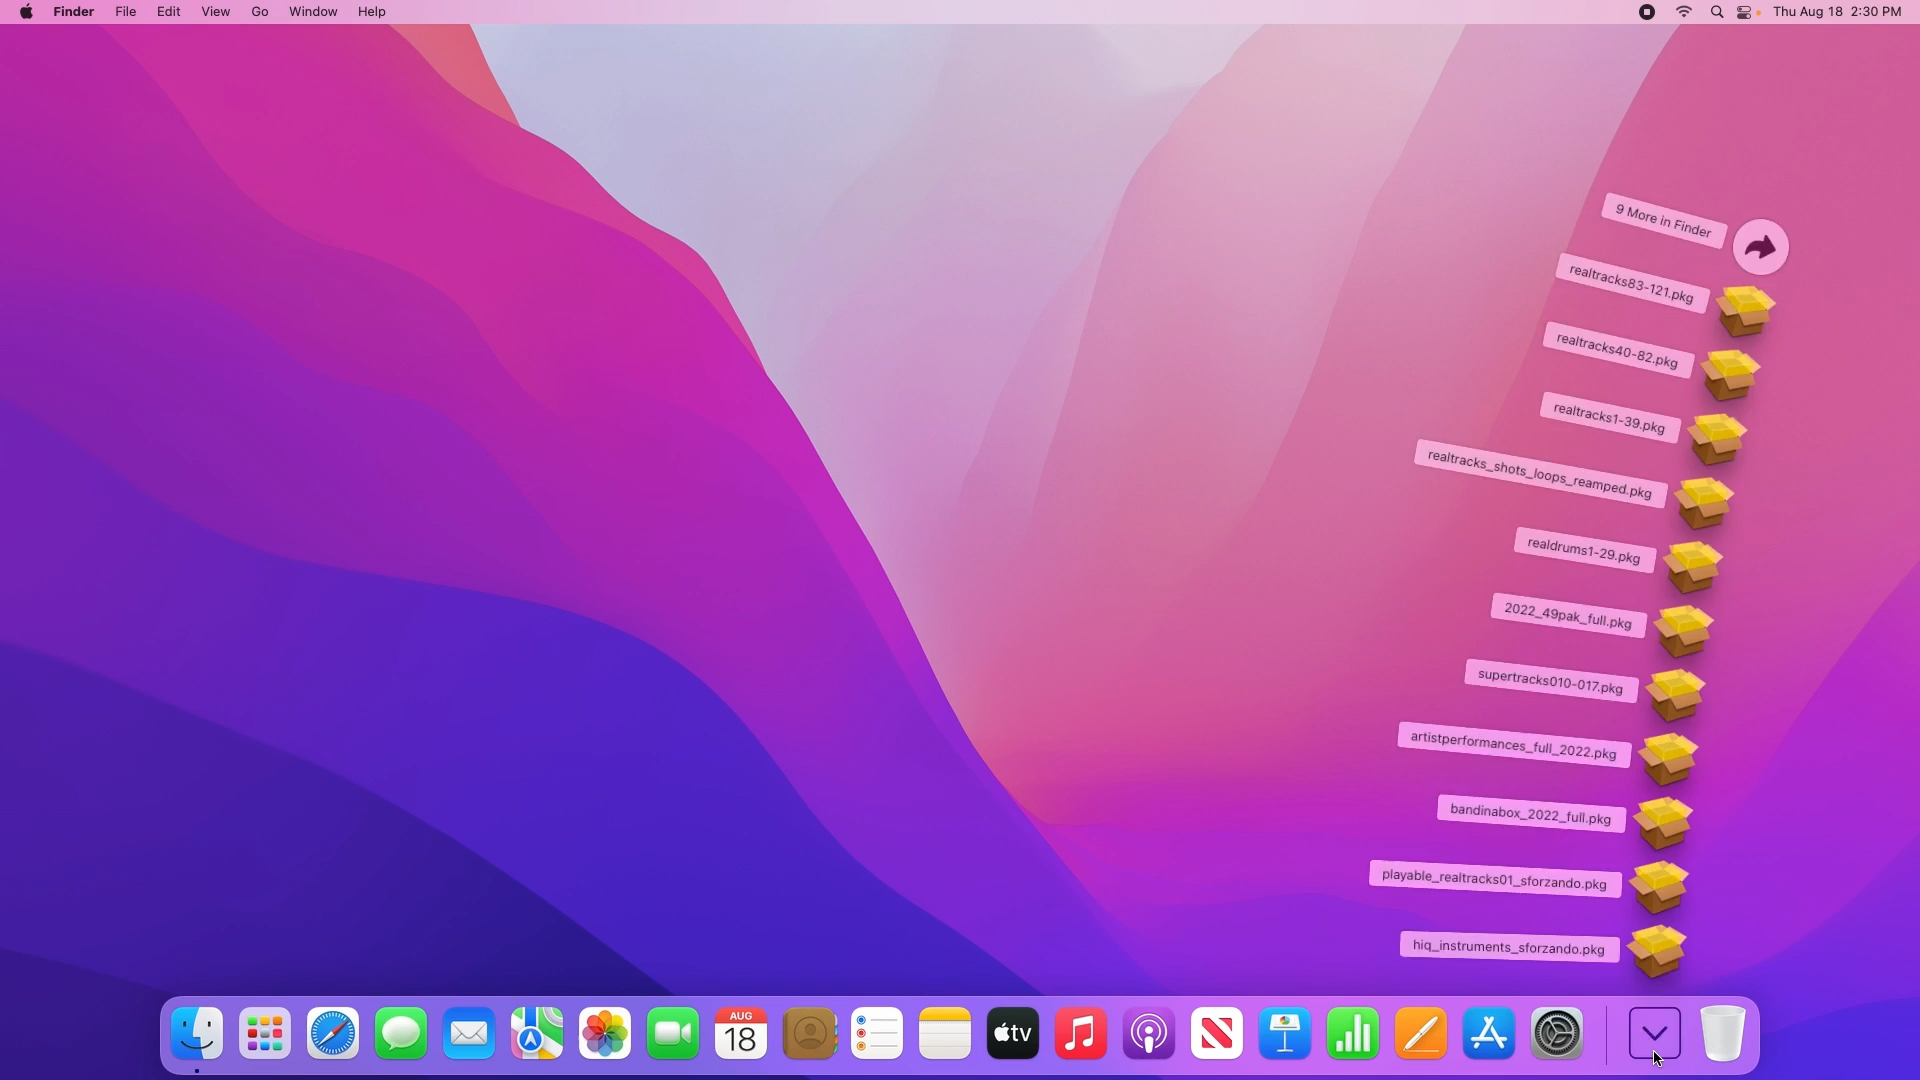 Finder File Edit View Go Window Help Thu Aug 18 2:30 PM
9 More in Finder
realtracks83-121.pkg
realtracks40-82.pkg
realtracks1-39.pkg
realtracks_shots_loops_reamped.pkg
realdrums1-29.pkg
2022_49pak_full.pkg
supertracks010-017.pkg
artistperformances_full_2022.pkg
bandinabox_2022_full.pkg
playable_realtracks01_sforzando.pkg
hiq_instruments_sforzando.pkg
AUG
18
tv